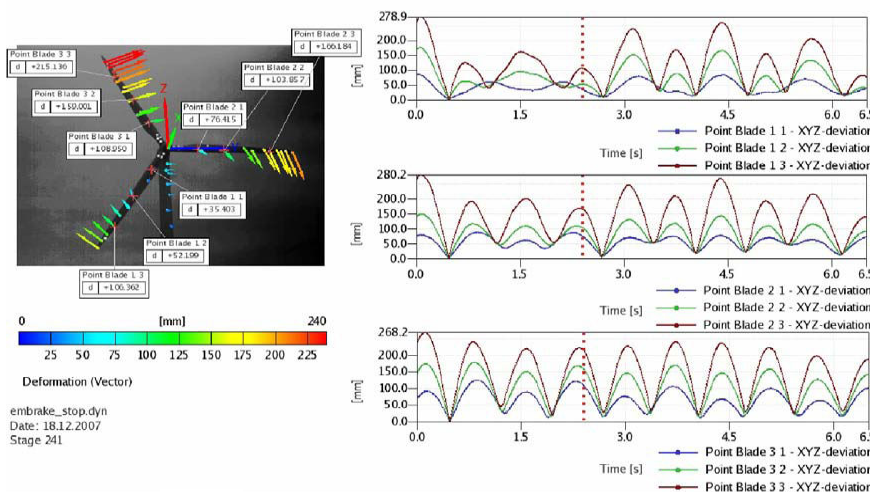 Point Blade 2 3
d +166.184
Point Blade 3 3
d +215.136
Point Blade 2 2
d +103.857
Point Blade 3 2
d +159.001
Z
Point Blade 2 1
d +76.415
Point Blade 3 1
d +108.950
Point Blade 1 1
d +35.403
Point Blade 1 2
d +52.199
Point Blade 1 3
d +106.362
0 [mm] 240
25 50 75 100 125 150 175 200
Deformation (Vector)
embrake_stop.dyn
Date: 18.12.2007
Stage 241
278.9
200.0
150.0
100.0
50.0
0.0
[mm]
0.0 1.5 3.0 4.5 6.0 6.5
Time [s]
Point Blade 1 1 - XYZ-deviation
Point Blade 1 2 - XYZ-deviation
Point Blade 1 3 - XYZ-deviation
280.2
200.0
150.0
100.0
50.0
0.0
[mm]
0.0 1.5 3.0 4.5 6.0 6.5
Time [s]
Point Blade 2 1 - XYZ-deviation
Point Blade 2 2 - XYZ-deviation
Point Blade 2 3 - XYZ-deviation
268.2
200.0
150.0
100.0
50.0
0.0
[mm]
0.0 1.5 3.0 4.5 6.0 6.5
Time [s]
Point Blade 3 1 - XYZ-deviation
Point Blade 3 2 - XYZ-deviation
Point Blade 3 3 - XYZ-deviation